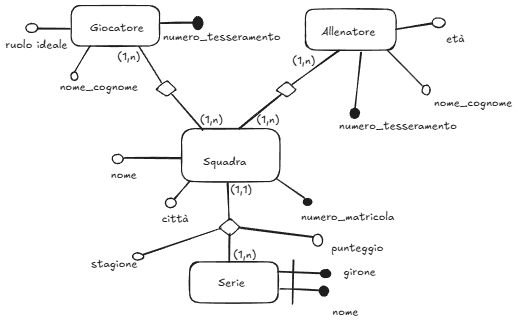 Giocatore
numero_tesseramento
ruolo ideale
(1,n)
nome_cognome
Allenatore
età
(1,n)
nome_cognome
numero_tesseramento
(1,n)
(1,n)
Squadra
nome
(1,1)
città
numero_matricola
punteggio
stagione
(1,n)
Serie
girone
nome